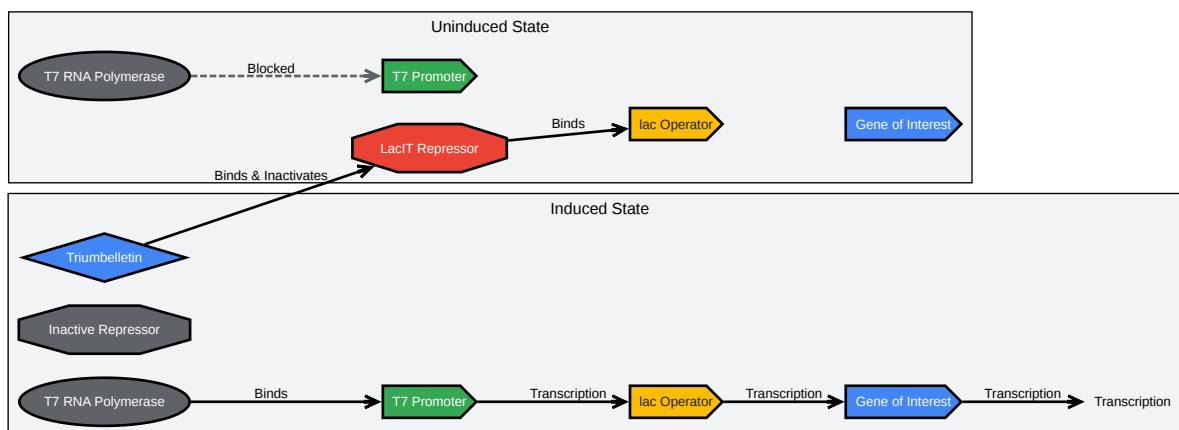 Uninduced State
T7 RNA Polymerase
Blocked
T7 Promoter
LacIT Repressor
Binds
lac Operator
Gene of Interest
Binds & Inactivates
Induced State
Triumbelletin
Inactive Repressor
T7 RNA Polymerase
Binds
T7 Promoter
Transcription
lac Operator
Transcription
Gene of Interest
Transcription
Transcription